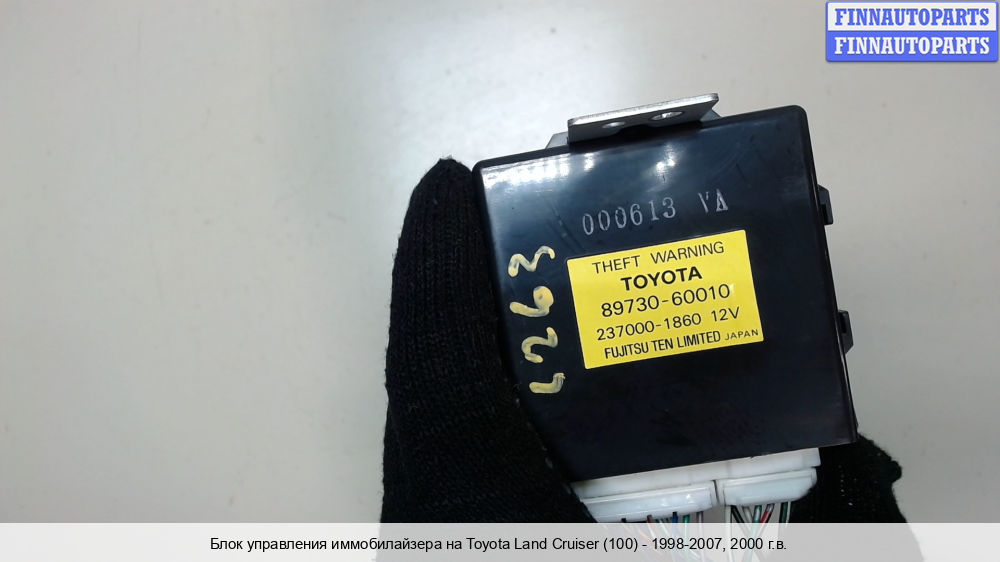 FINNAUTOPARTS
FINNAUTOPARTS
000613 VA
THEFT WARNING
TOYOTA
89730-60010
237000-1860 12V
FUJITSU TEN LIMITED JAPAN
Блок управления иммобилайзера на Toyota Land Cruiser (100) - 1998-2007, 2000 г.в.